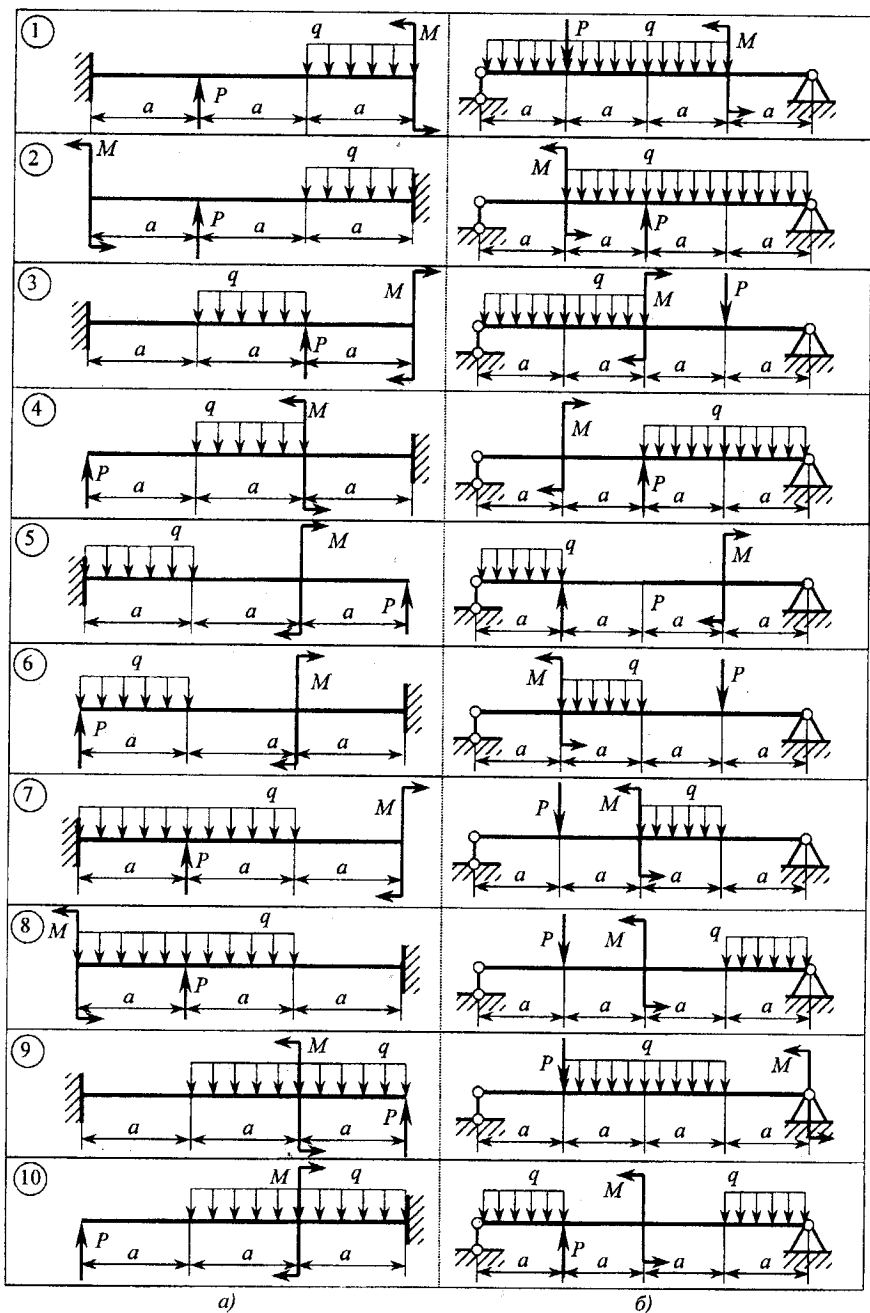 1 q M P q M
P
a a a a a a a
2 M q M q
P a a a P a a a a
3 q M q M P
a a P a a a a a
4 q M M q
P a a a a a P a a
5 q M q M
a a P a a P a a
6 q M M q P
P a a a a a a a
7 q M P M q
P
a a a a a a a
8 M q P M q
P
a a a a a a a
9 M q P q M
a a a P a a a a
10 M q q M q
P a a a a P a a a
а) б)